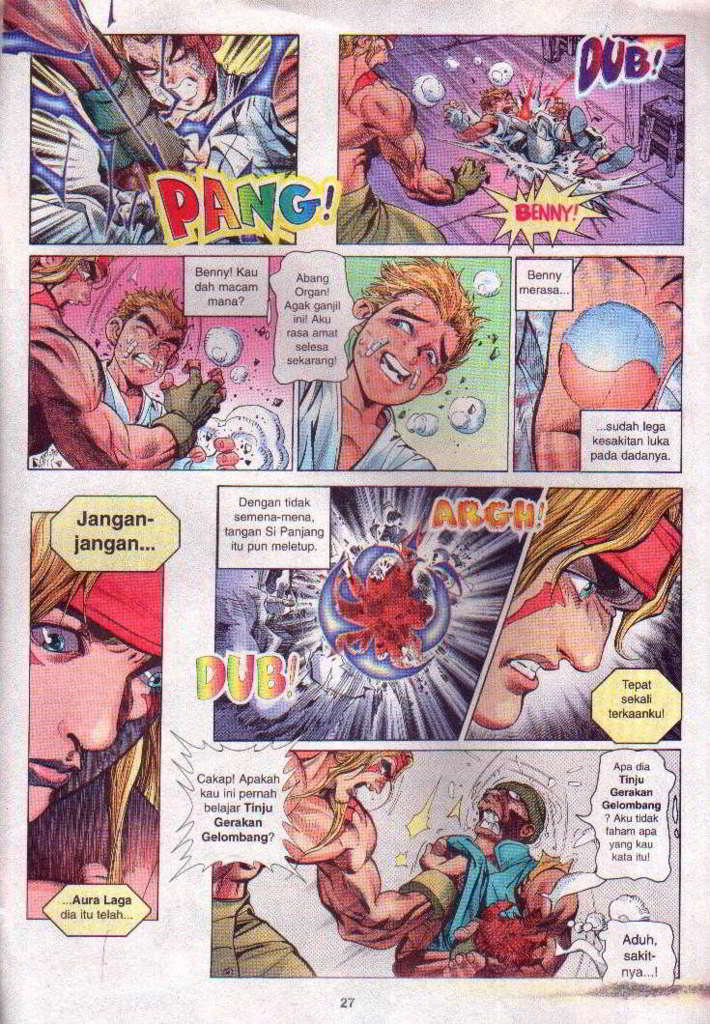 PANG!
DUB!
BENNY!
Benny! Kau
dah macam
mana?
Abang
Organ!
Agak ganjil
ini! Aku
rasa amat
selesa
sekarang!
Benny
merasa...
...sudah lega
kesakitan luka
pada dadanya.
Jangan-
jangan...
...Aura Laga
dia itu telah...
Dengan tidak
semena-mena,
tangan Si Panjang
itu pun meletup.
ARGH!
DUB!
Tepat
sekali
terkaanku!
Cakap! Apakah
kau ini pernah
belajar Tinju
Gerakan
Gelombang?
Apa dia
Tinju
Gerakan
Gelombang
? Aku tidak
faham apa
yang kau
kata itu!
Aduh,
sakit-
nya...!
27